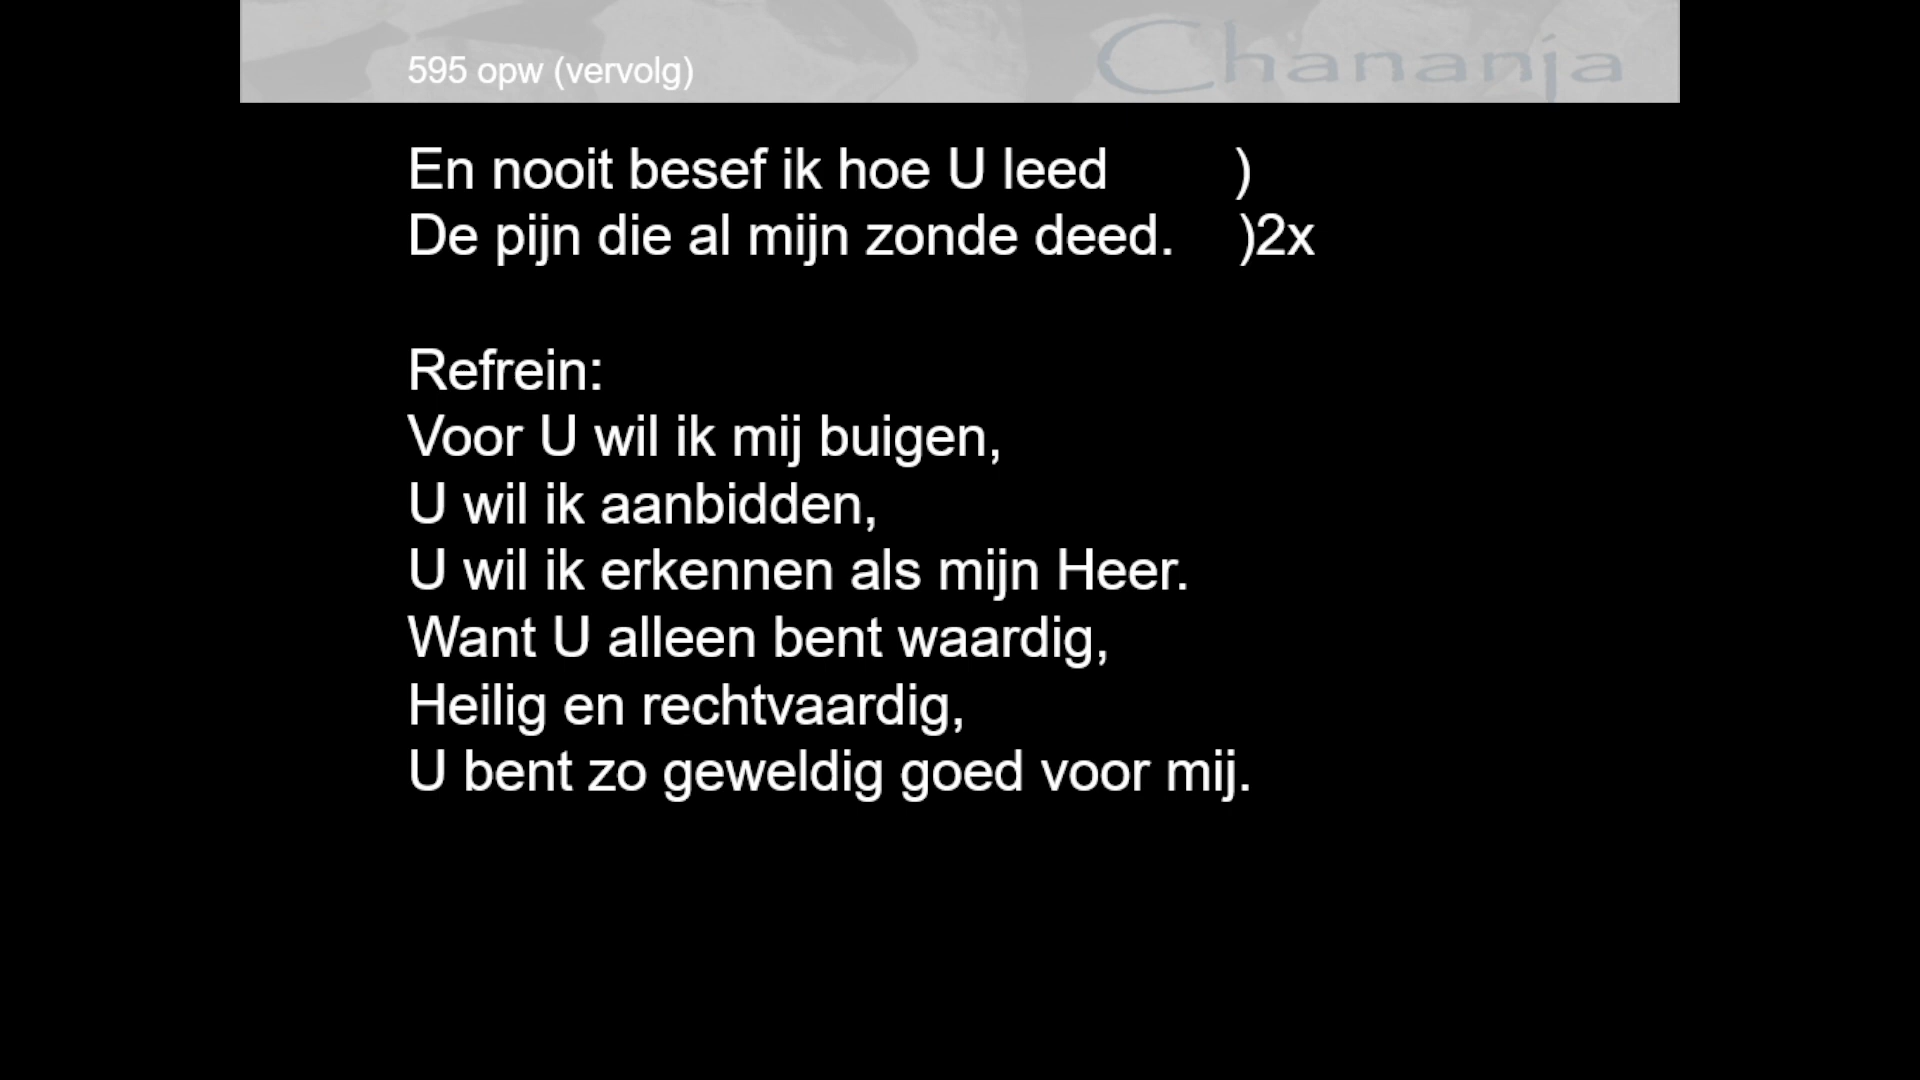 Chananja
595 opw (vervolg)
En nooit besef ik hoe U leed )
De pijn die al mijn zonde deed. )2x
Refrein:
Voor U wil ik mij buigen,
U wil ik aanbidden,
U wil ik erkennen als mijn Heer.
Want U alleen bent waardig,
Heilig en rechtvaardig,
U bent zo geweldig goed voor mij.